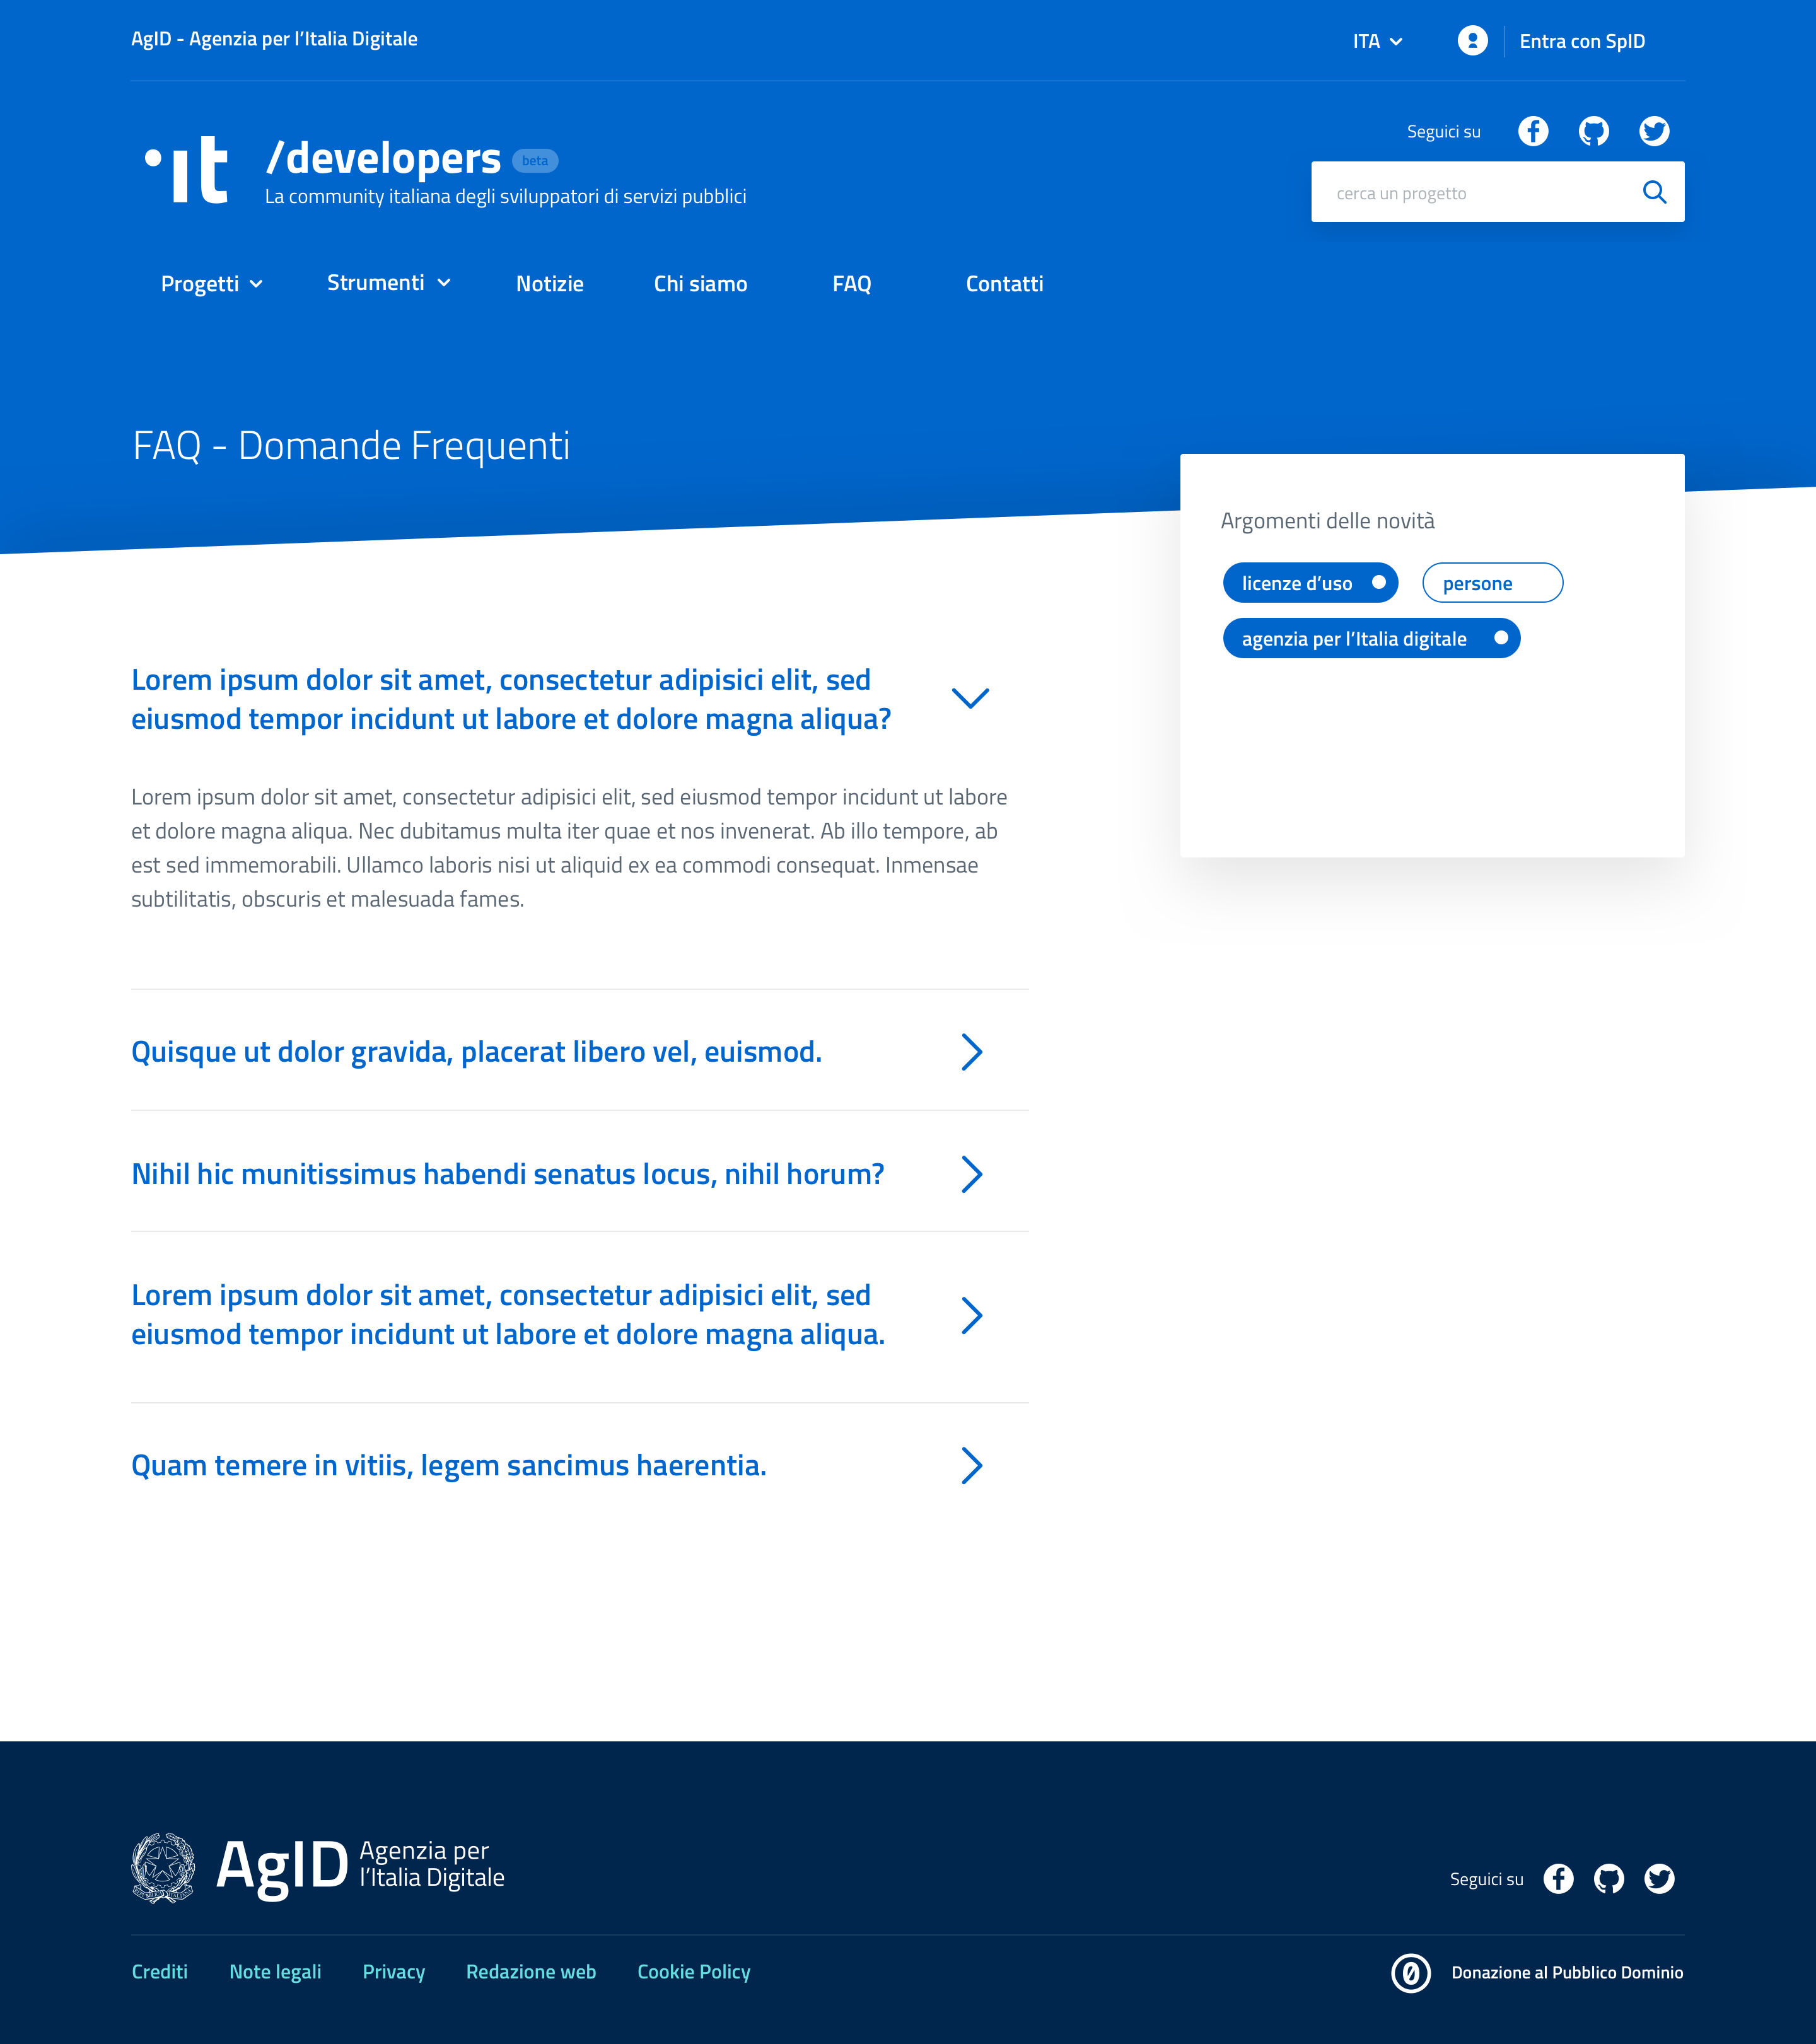 AgID - Agenzia per l’Italia Digitale
ITA
Entra con SpID
Seguici su
it
/developers
beta
La community italiana degli sviluppatori di servizi pubblici
cerca un progetto
Progetti
Strumenti
Notizie
Chi siamo
FAQ
Contatti
FAQ - Domande Frequenti
Argomenti delle novità
licenze d’uso
persone
agenzia per l’Italia digitale
Lorem ipsum dolor sit amet, consectetur adipisici elit, sed
eiusmod tempor incidunt ut labore et dolore magna aliqua?
Lorem ipsum dolor sit amet, consectetur adipisici elit, sed eiusmod tempor incidunt ut labore
et dolore magna aliqua. Nec dubitamus multa iter quae et nos invenerat. Ab illo tempore, ab
est sed immemorabili. Ullamco laboris nisi ut aliquid ex ea commodi consequat. Inmensae
subtilitatis, obscuris et malesuada fames.
Quisque ut dolor gravida, placerat libero vel, euismod.
Nihil hic munitissimus habendi senatus locus, nihil horum?
Lorem ipsum dolor sit amet, consectetur adipisici elit, sed
eiusmod tempor incidunt ut labore et dolore magna aliqua.
Quam temere in vitiis, legem sancimus haerentia.
AgID
Agenzia per
l’Italia Digitale
Seguici su
Crediti
Note legali
Privacy
Redazione web
Cookie Policy
Donazione al Pubblico Dominio